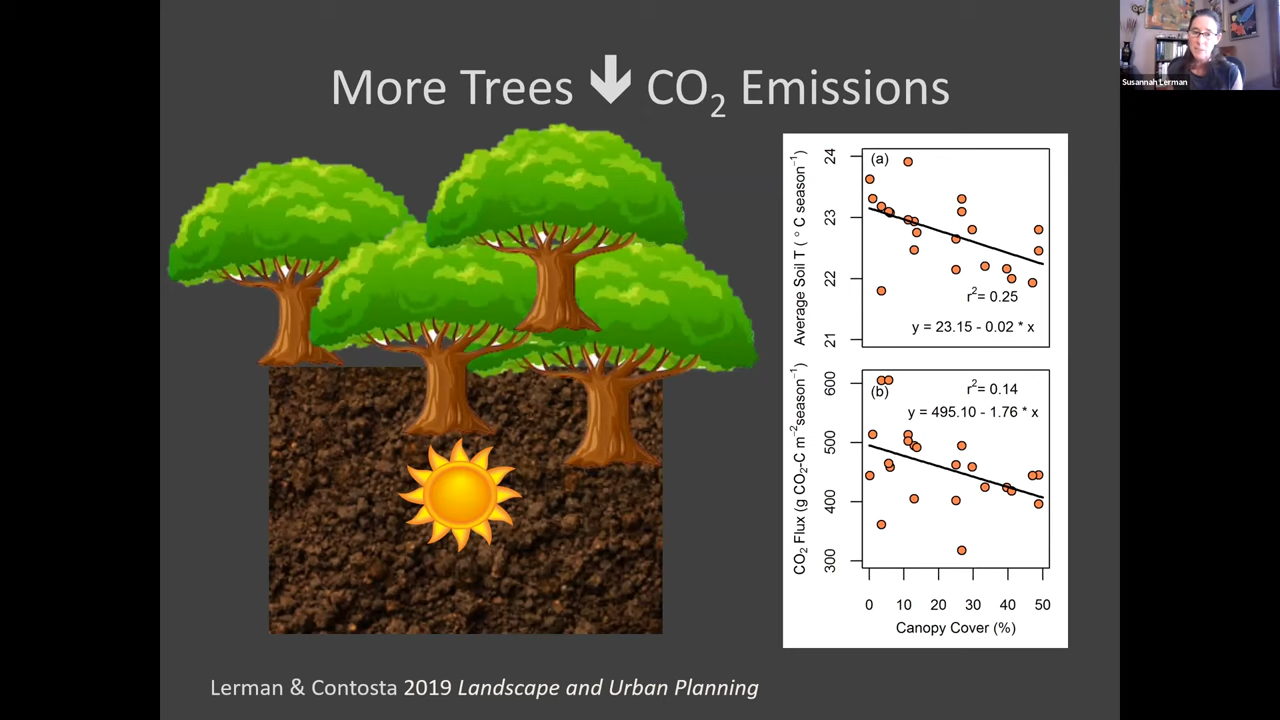 Susannah Lerman
More Trees ↓ CO₂ Emissions
(a)
24
23
22
21
Average Soil T ( ° C season⁻¹)
r²= 0.25
y = 23.15 - 0.02 * x
(b)
600
500
400
300
CO₂ Flux (g CO₂-C m⁻²season⁻¹)
r²= 0.14
y = 495.10 - 1.76 * x
0 10 20 30 40 50
Canopy Cover (%)
Lerman & Contosta 2019 Landscape and Urban Planning